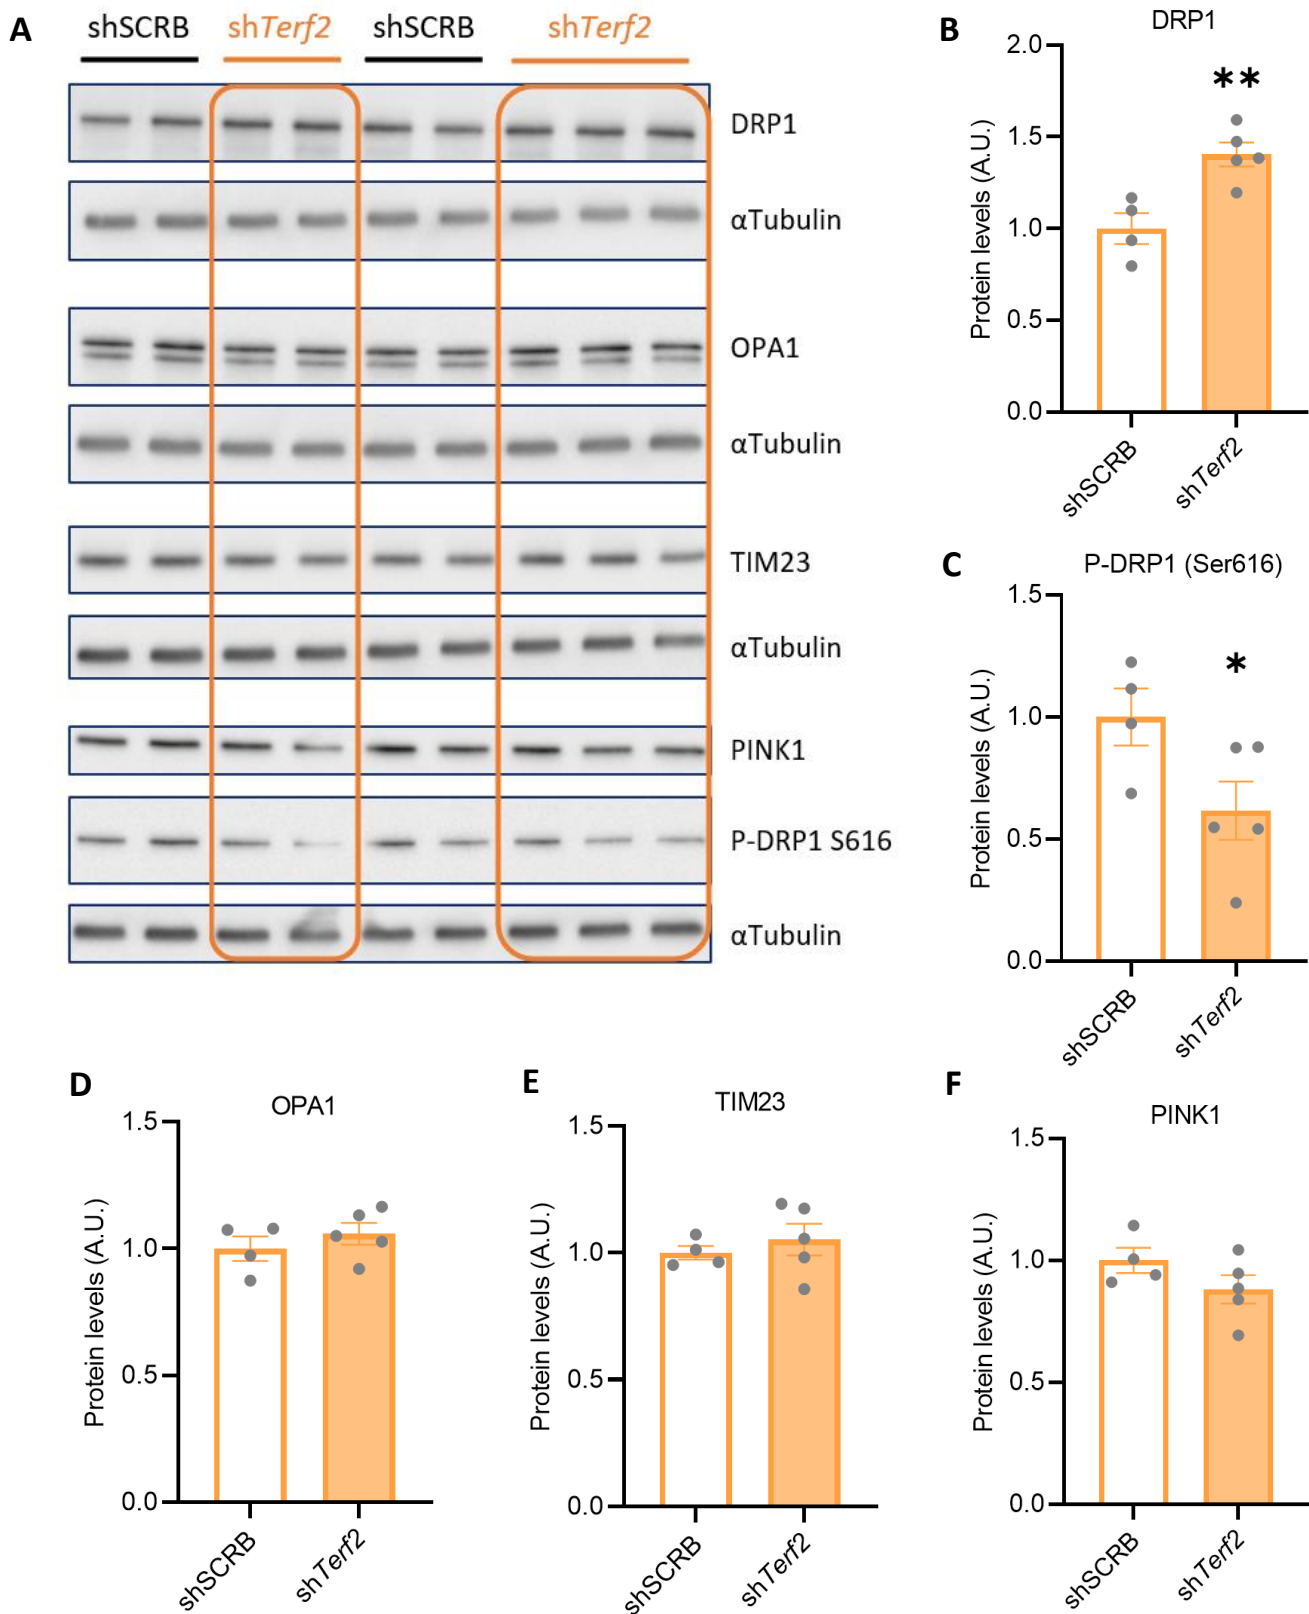 A
shSCRB shTerf2 shSCRB shTerf2
DRP1
αTubulin
OPA1
αTubulin
TIM23
αTubulin
PINK1
P-DRP1 S616
αTubulin
B
DRP1
Protein levels (A.U.)
2.0
1.5
1.0
0.5
0.0
**
shSCRB
shTerf2
C
P-DRP1 (Ser616)
Protein levels (A.U.)
1.5
1.0
0.5
0.0
*
shSCRB
shTerf2
D
OPA1
Protein levels (A.U.)
1.5
1.0
0.5
0.0
shSCRB
shTerf2
E
TIM23
Protein levels (A.U.)
1.5
1.0
0.5
0.0
shSCRB
shTerf2
F
PINK1
Protein levels (A.U.)
1.5
1.0
0.5
0.0
shSCRB
shTerf2